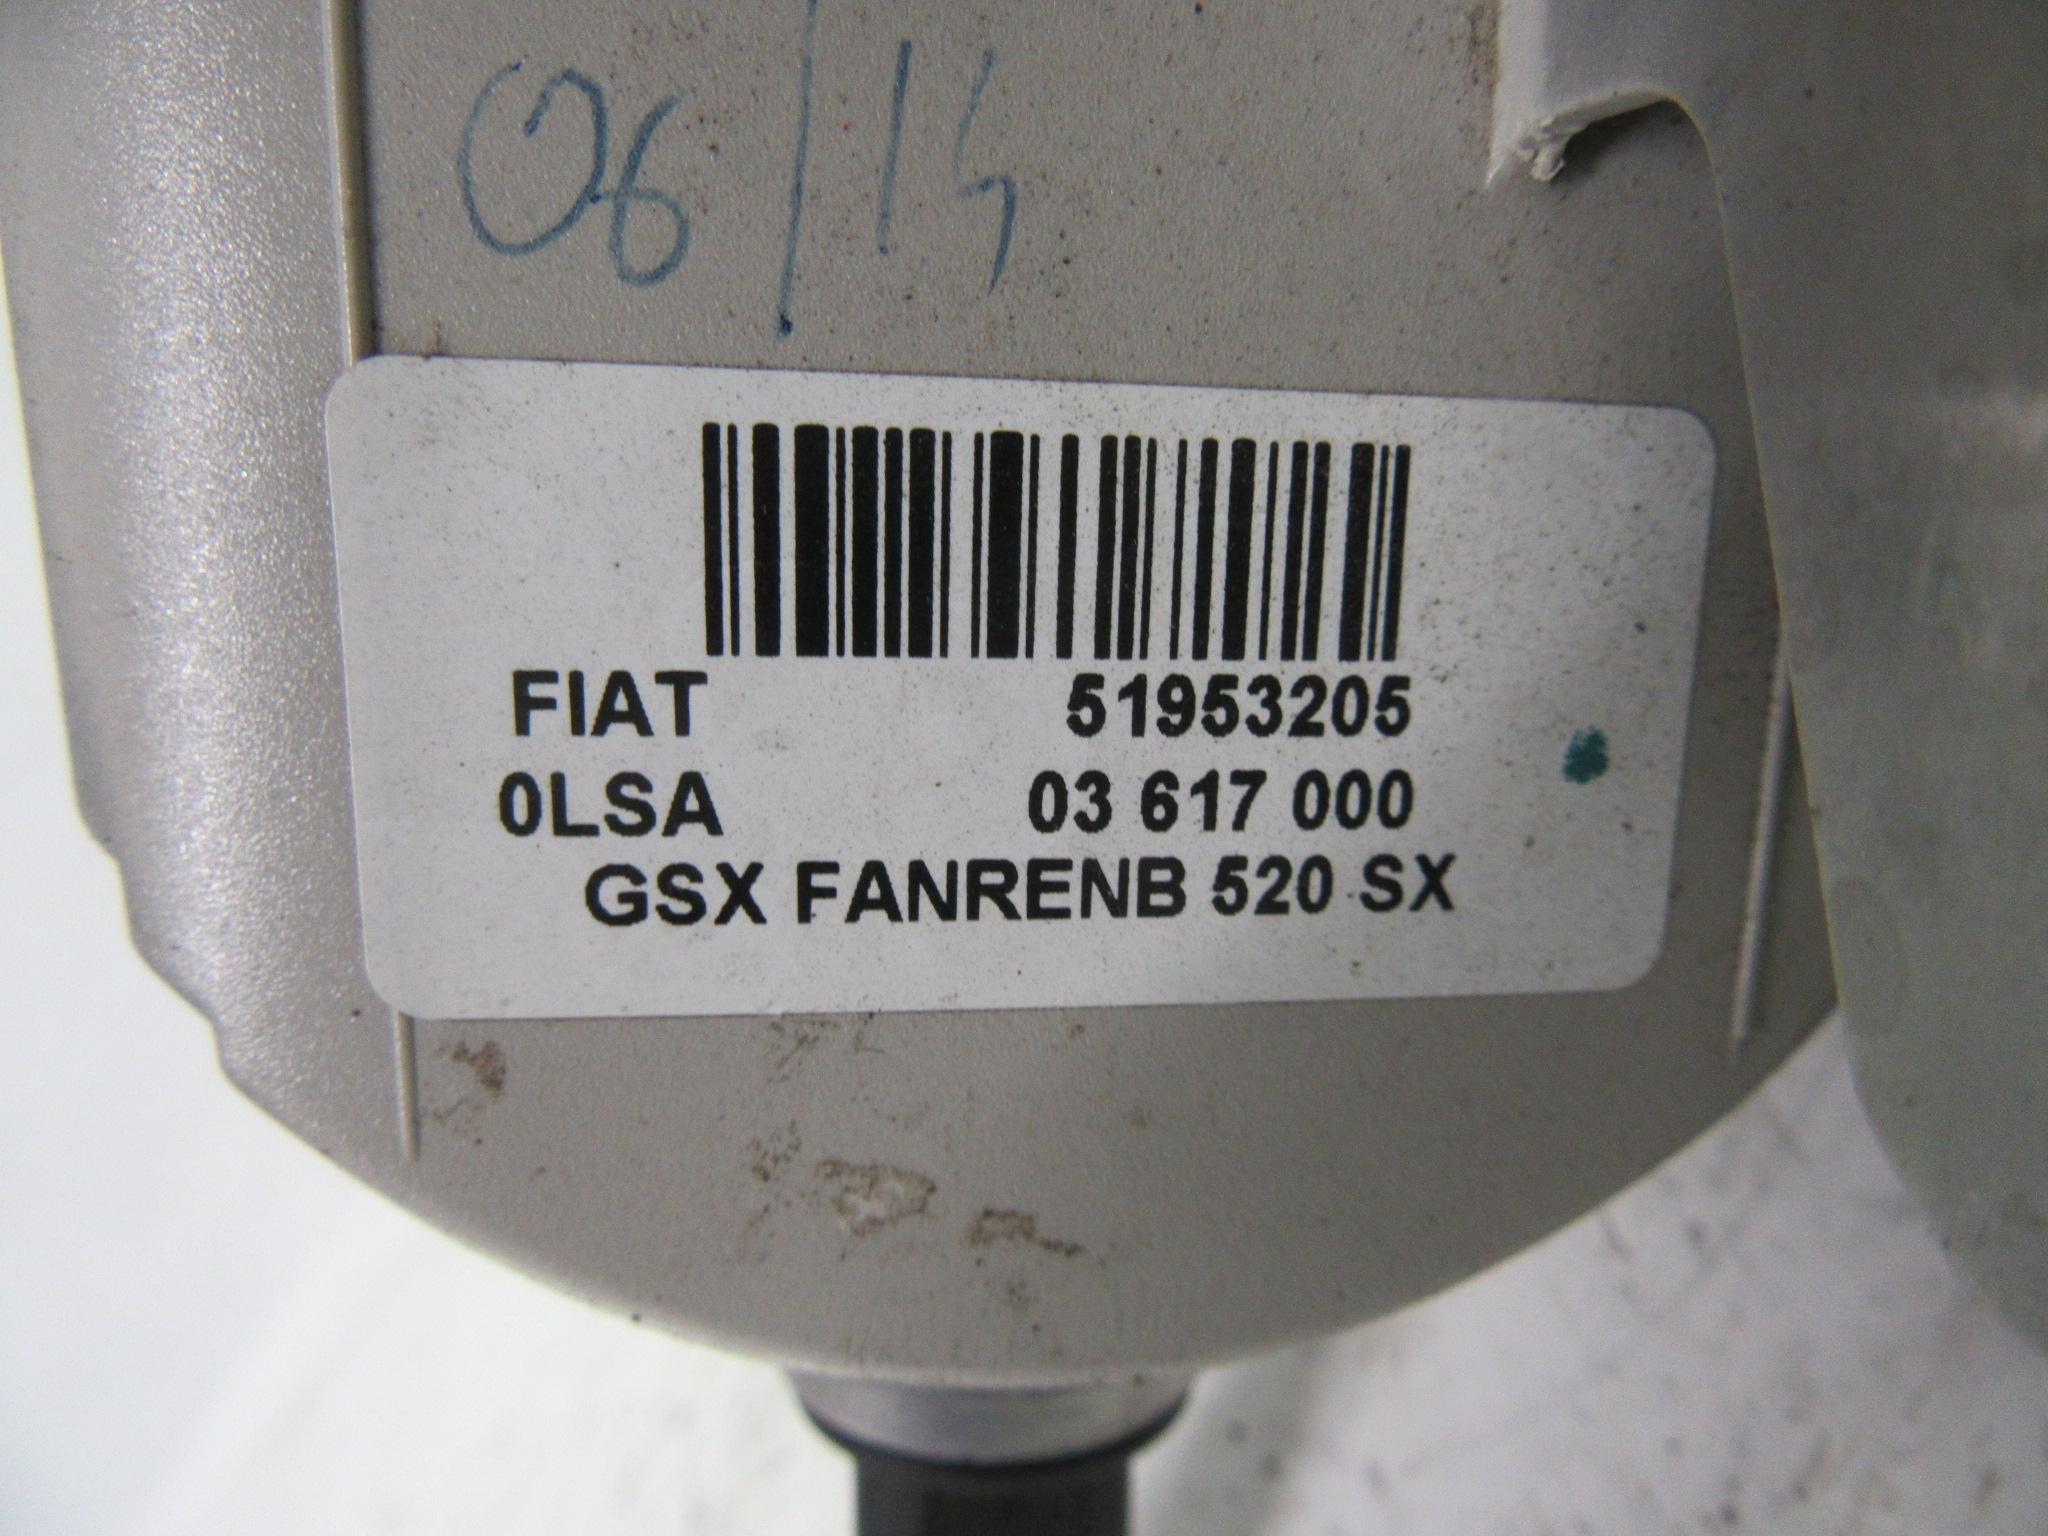 06/14
FIAT 51953205
0LSA 03 617 000
GSX FANRENB 520 SX